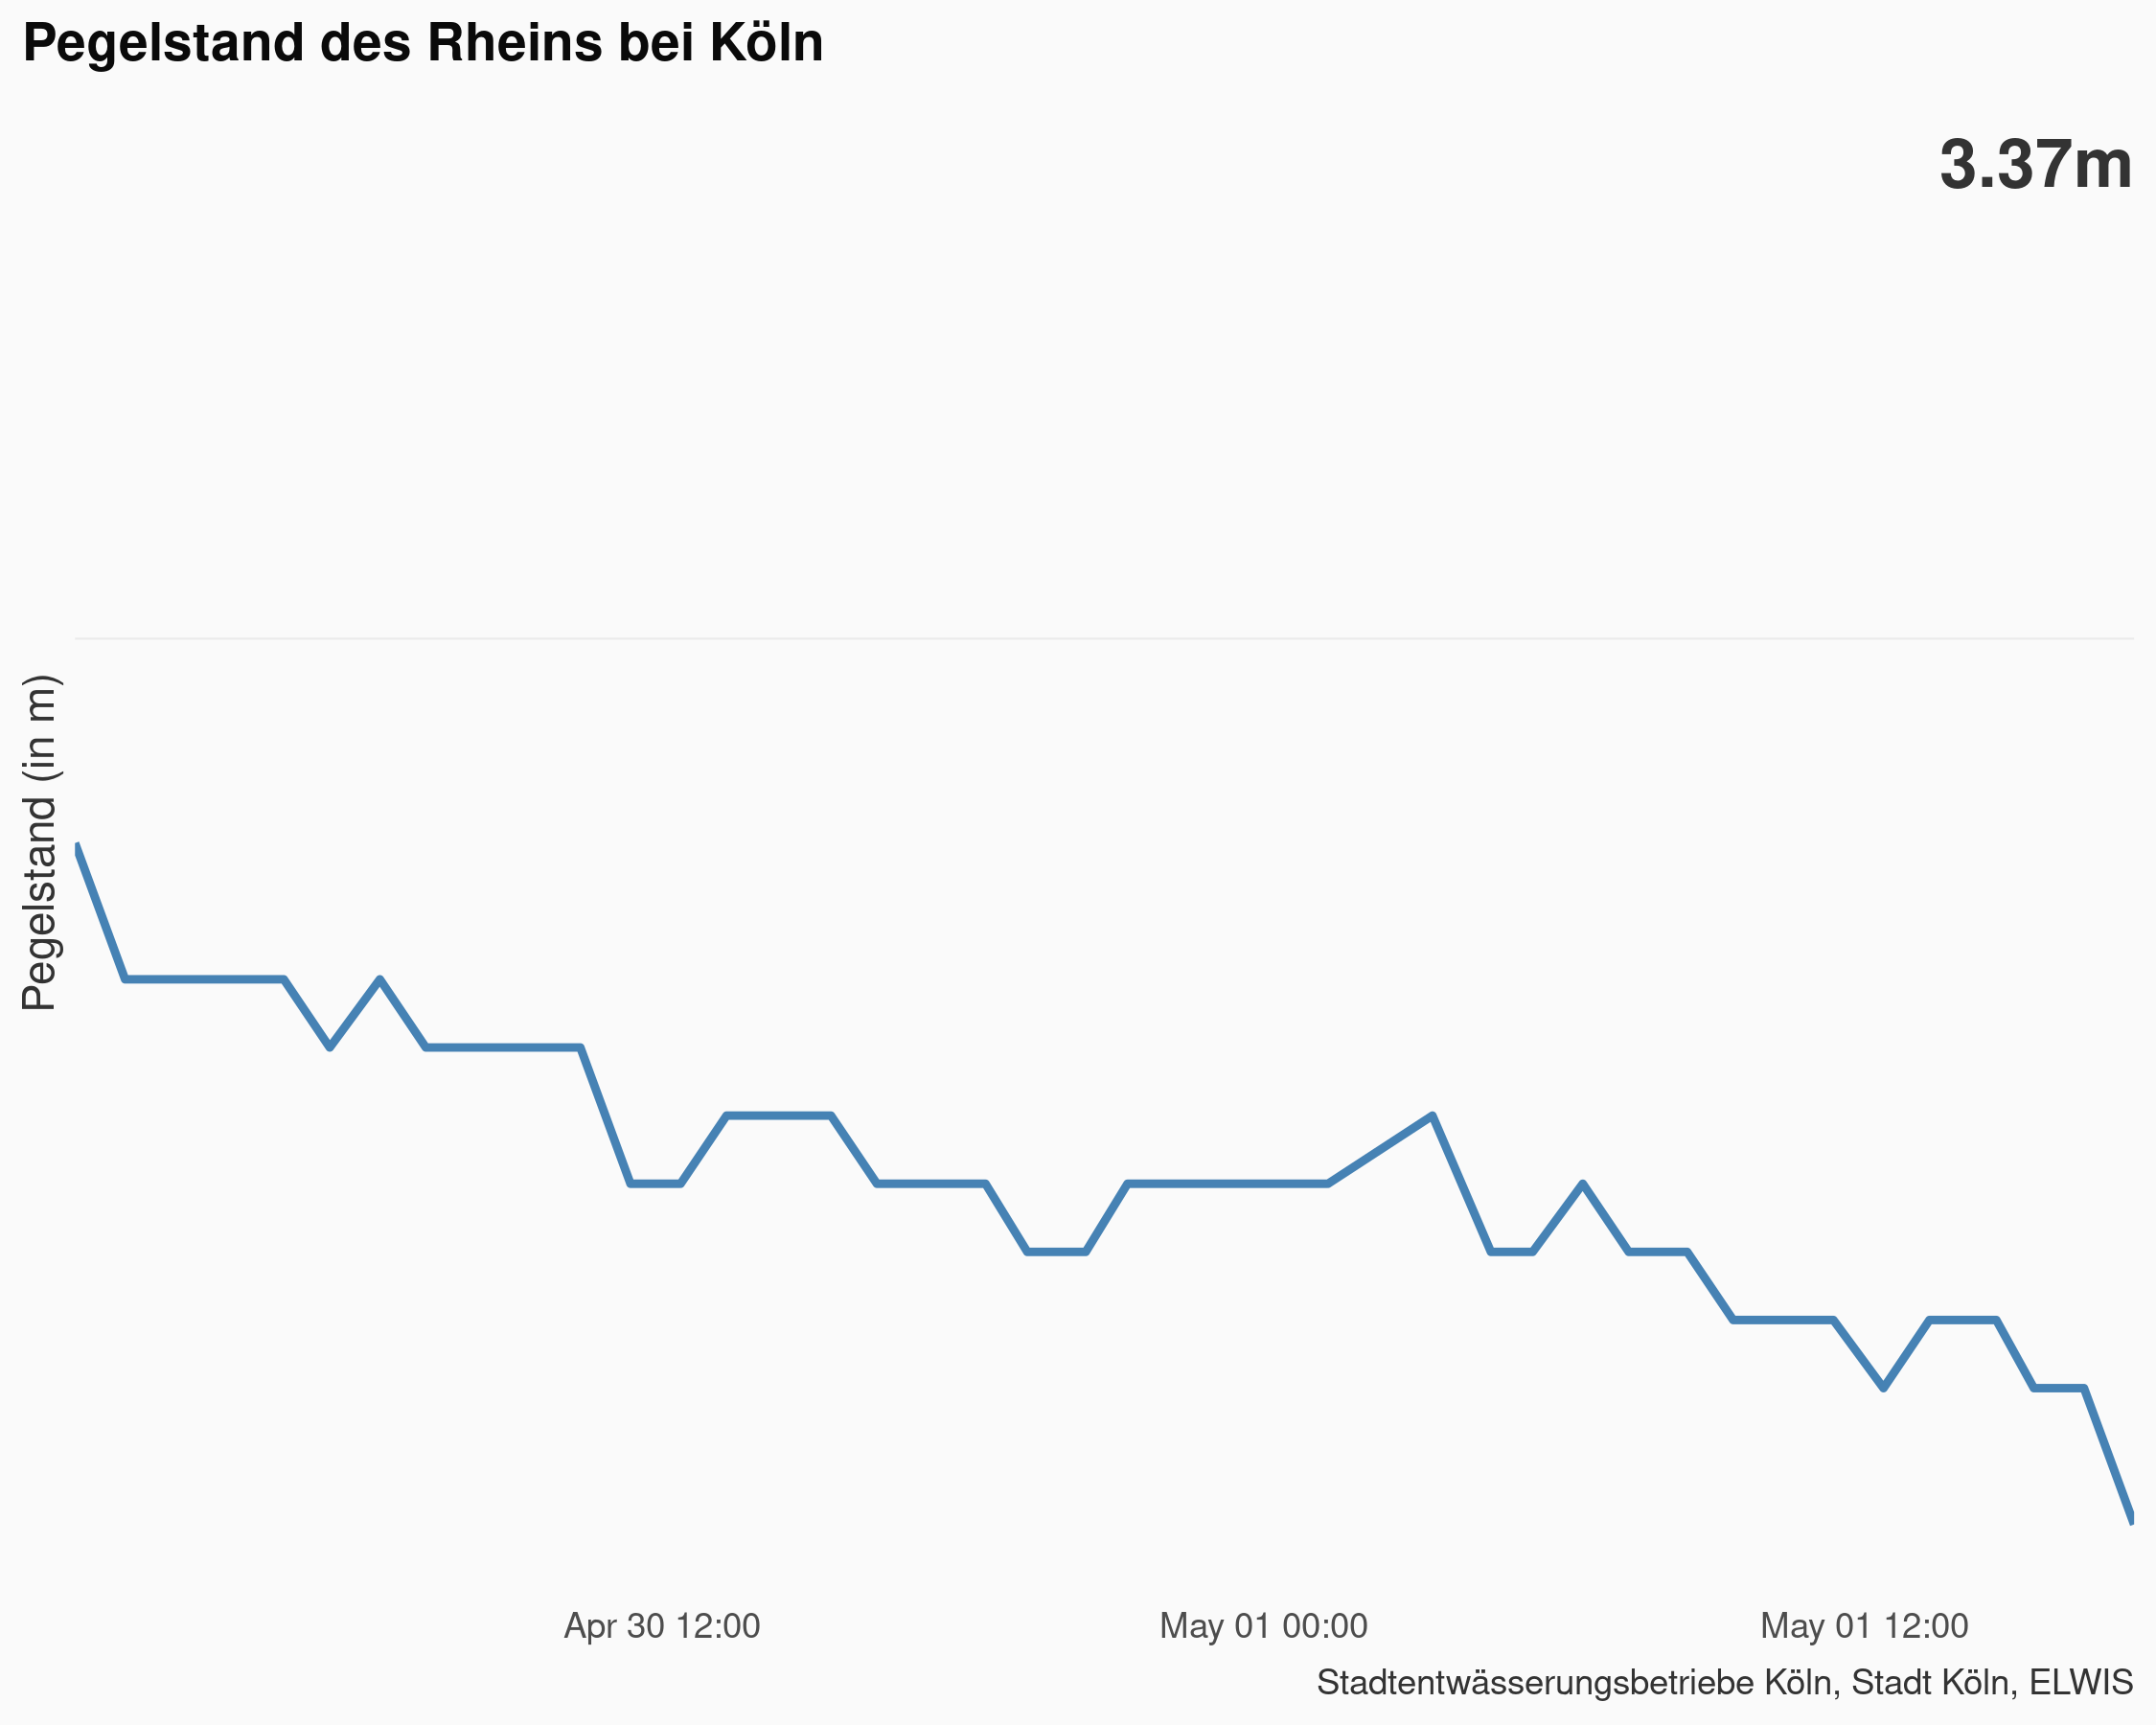 Pegelstand des Rheins bei Köln
3.37m
Pegelstand (in m)
Apr 30 12:00
May 01 00:00
May 01 12:00
Stadtentwässerungsbetriebe Köln, Stadt Köln, ELWIS